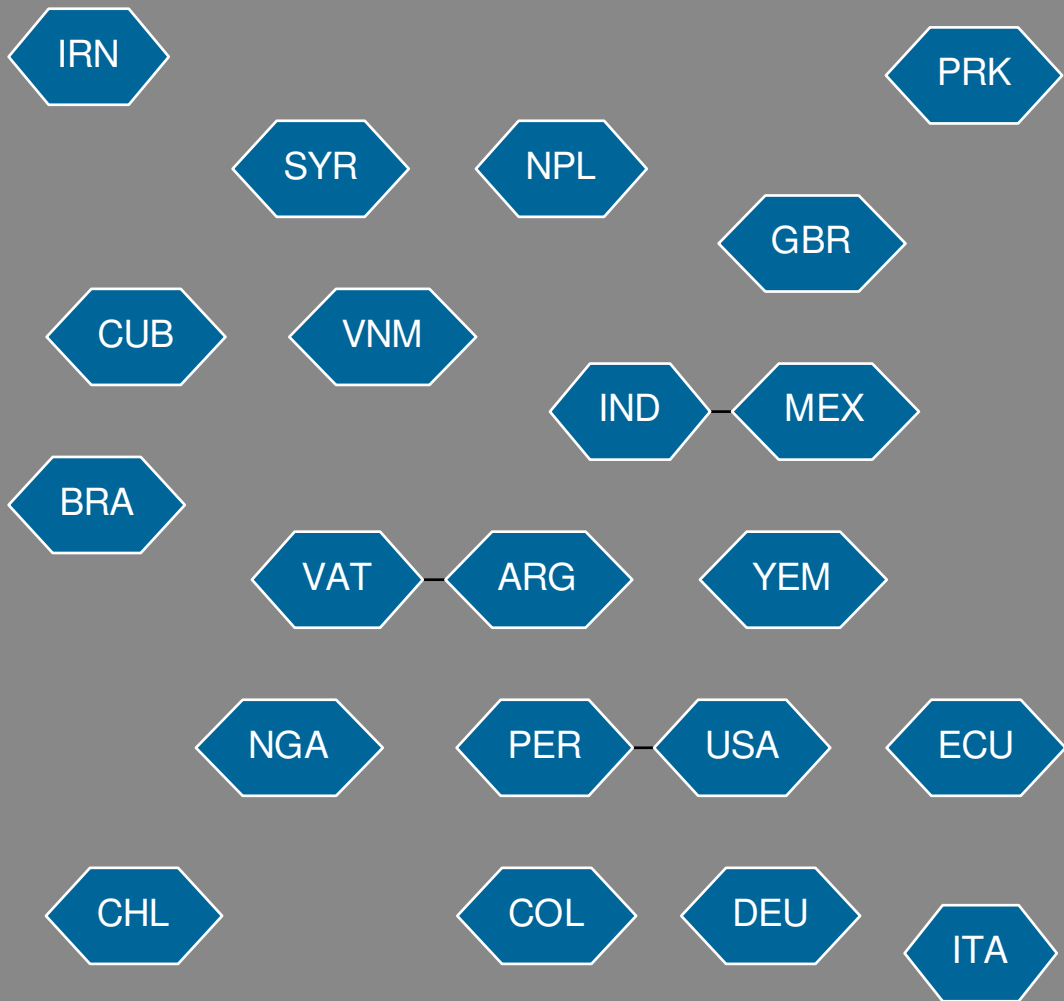 IRN
PRK
SYR
NPL
GBR
CUB
VNM
IND
MEX
BRA
VAT
ARG
YEM
NGA
PER
USA
ECU
CHL
COL
DEU
ITA